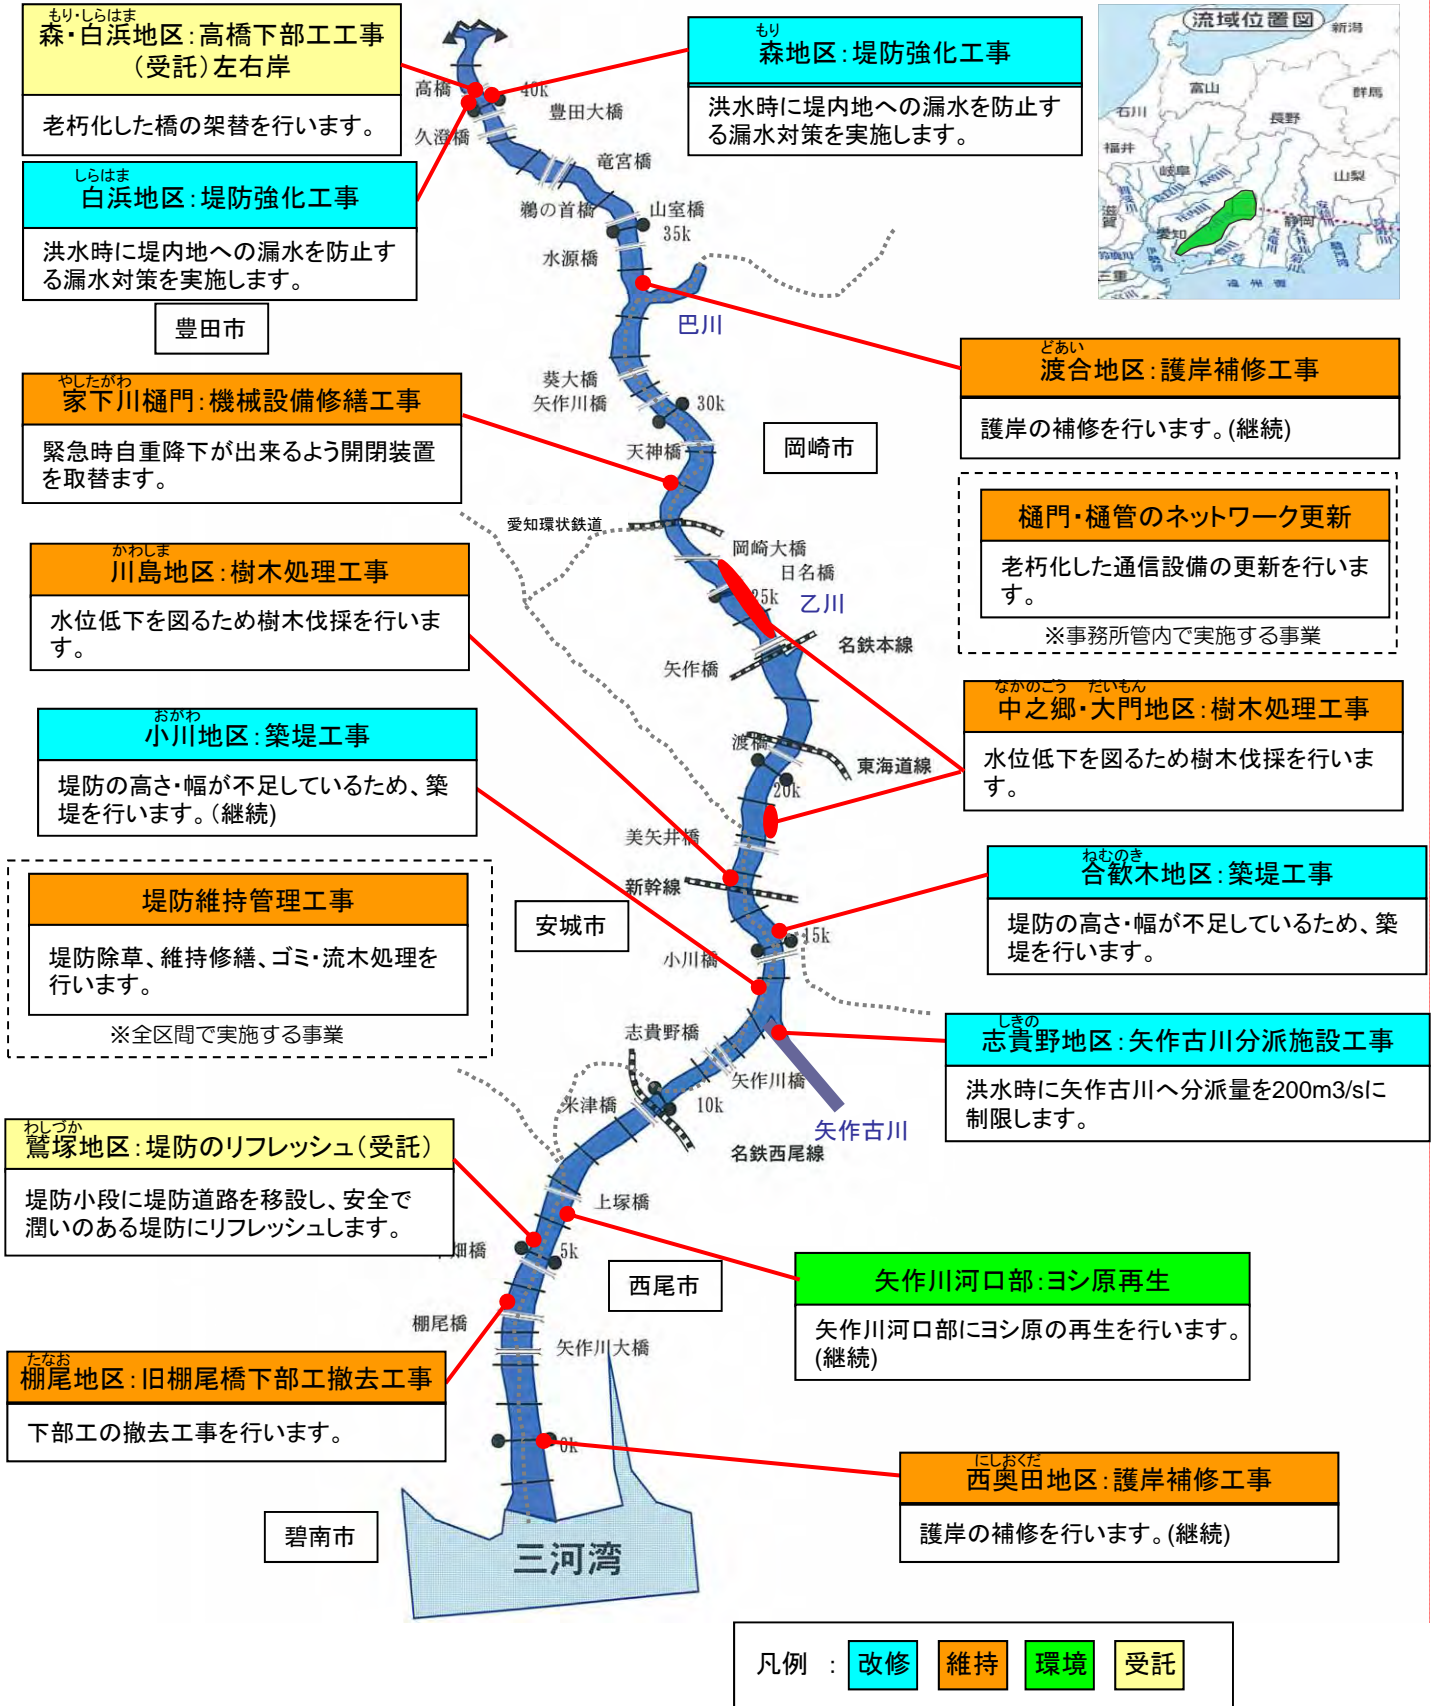 もり・しらはま
森・白浜地区：高橋下部工工事
（受託）左右岸
老朽化した橋の架替を行います。
しらはま
白浜地区：堤防強化工事
洪水時に堤内地への漏水を防止す
る漏水対策を実施します。
豊田市
もり
森地区：堤防強化工事
洪水時に堤内地への漏水を防止す
る漏水対策を実施します。
流域位置図
新潟
富山
群馬
石川
長野
福井
岐阜
山梨
滋賀
静岡
愛知
三重
伊勢湾
遠州灘
高橋
40k
豊田大橋
久澄橋
竜宮橋
鵜の首橋
山室橋
35k
水源橋
巴川
どあい
渡合地区：護岸補修工事
護岸の補修を行います。(継続)
やしたがわ
家下川樋門：機械設備修繕工事
緊急時自重降下が出来るよう開閉装置
を取替ます。
葵大橋
矢作川橋
30k
天神橋
岡崎市
愛知環状鉄道
樋門・樋管のネットワーク更新
老朽化した通信設備の更新を行いま
す。
※事務所管内で実施する事業
かわしま
川島地区：樹木処理工事
水位低下を図るため樹木伐採を行いま
す。
岡崎大橋
日名橋
25k
乙川
名鉄本線
矢作橋
なかのごう だいもん
中之郷・大門地区：樹木処理工事
水位低下を図るため樹木伐採を行いま
す。
おがわ
小川地区：築堤工事
堤防の高さ・幅が不足しているため、築
堤を行います。(継続)
渡橋
東海道線
20k
美矢井橋
新幹線
ねむのき
合歓木地区：築堤工事
堤防の高さ・幅が不足しているため、築
堤を行います。
堤防維持管理工事
堤防除草、維持修繕、ゴミ・流木処理を
行います。
※全区間で実施する事業
安城市
15k
小川橋
しきの
志貴野地区：矢作古川分派施設工事
洪水時に矢作古川へ分派量を200m3/sに
制限します。
志貴野橋
矢作川橋
米津橋
10k
矢作古川
名鉄西尾線
わしづか
鷲塚地区：堤防のリフレッシュ（受託）
堤防小段に堤防道路を移設し、安全で
潤いのある堤防にリフレッシュします。
上塚橋
畑橋
5k
西尾市
矢作川河口部：ヨシ原再生
矢作川河口部にヨシ原の再生を行います。
(継続)
棚尾橋
矢作川大橋
たなお
棚尾地区：旧棚尾橋下部工撤去工事
下部工の撤去工事を行います。
0k
にしおくだ
西奥田地区：護岸補修工事
護岸の補修を行います。(継続)
碧南市
三河湾
凡例 ： 改修 維持 環境 受託